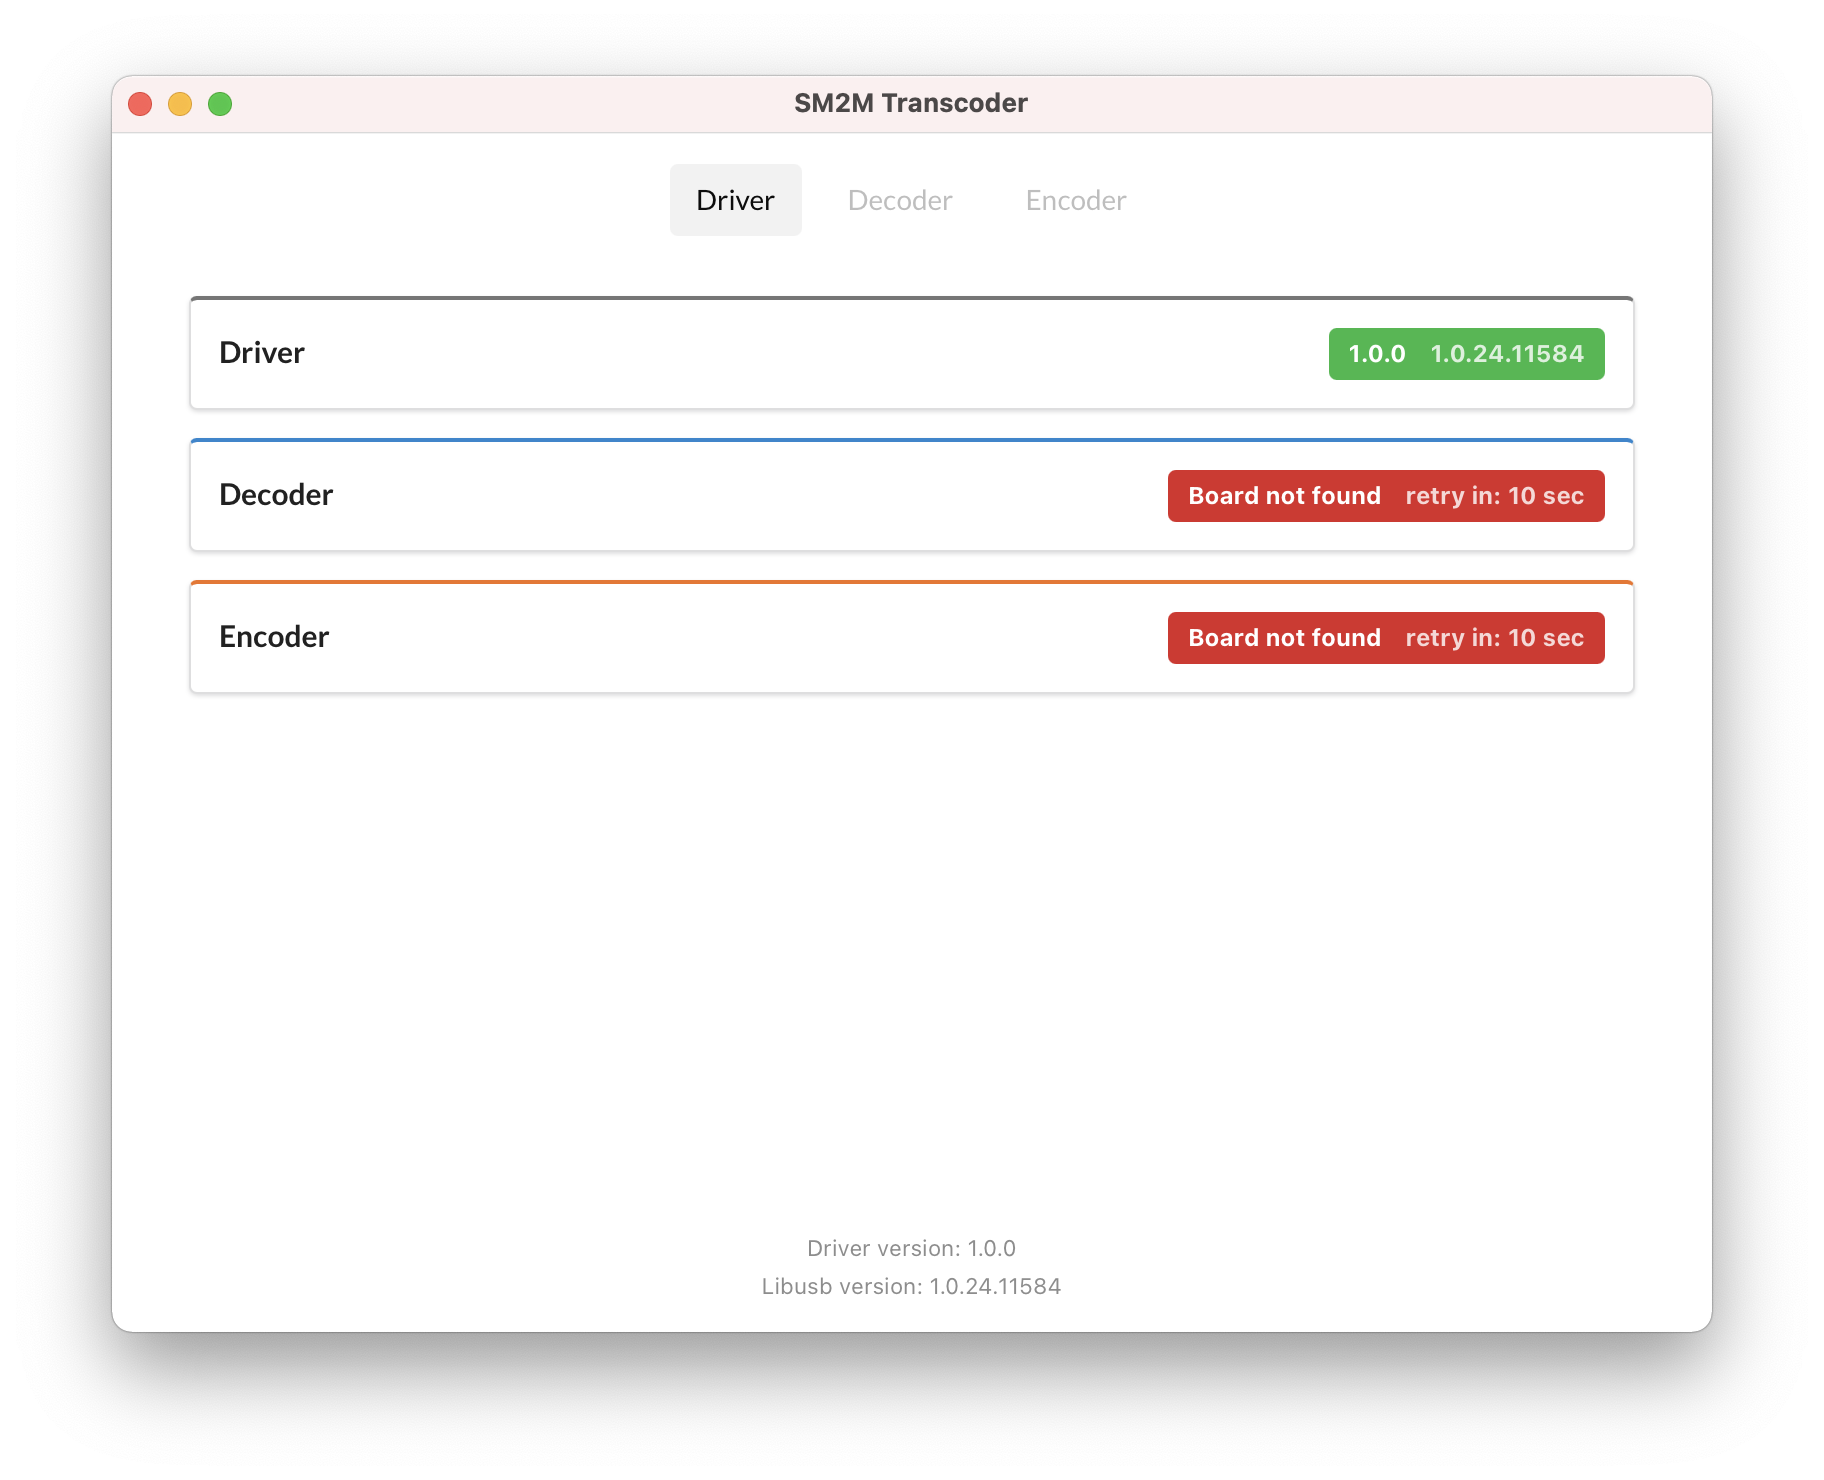 SM2M Transcoder
Driver Decoder Encoder
Driver 1.0.0 1.0.24.11584
Decoder Board not found retry in: 10 sec
Encoder Board not found retry in: 10 sec
Driver version: 1.0.0
Libusb version: 1.0.24.11584